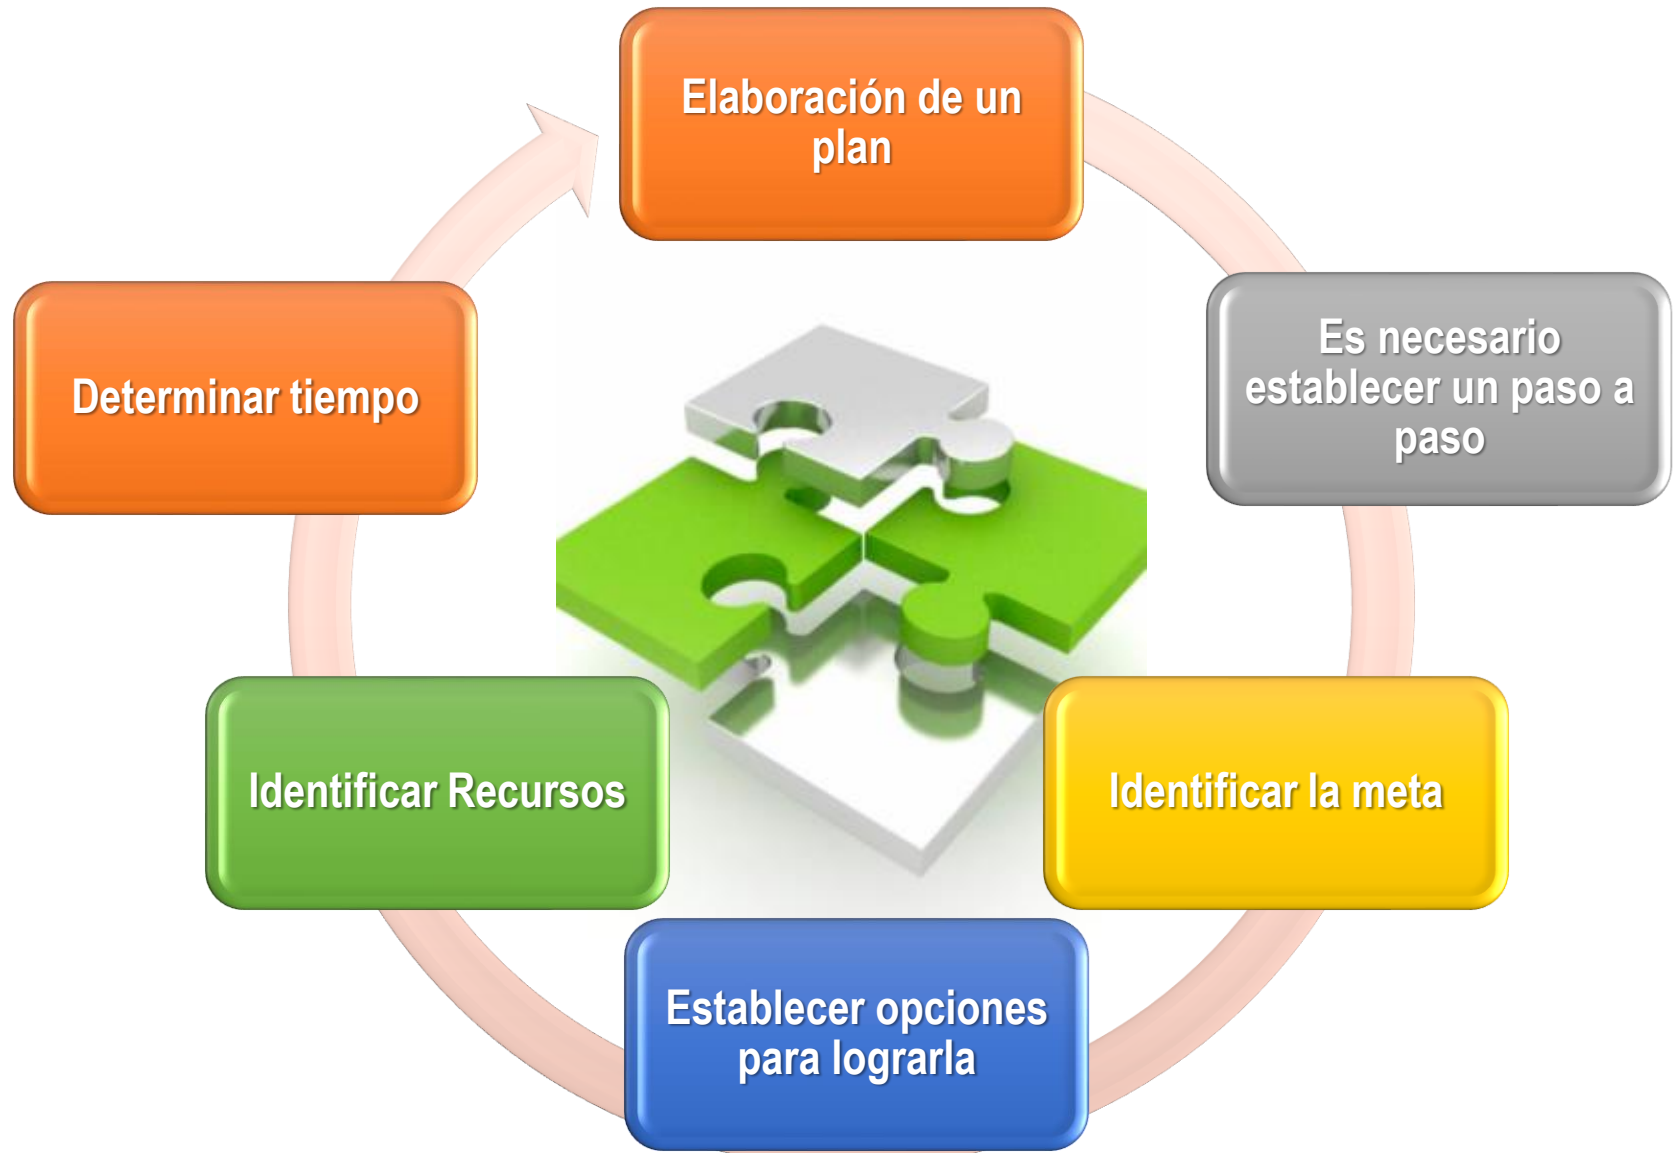 Elaboración de un
plan
Es necesario
establecer un paso a
paso
Identificar la meta
Establecer opciones
para lograrla
Identificar Recursos
Determinar tiempo